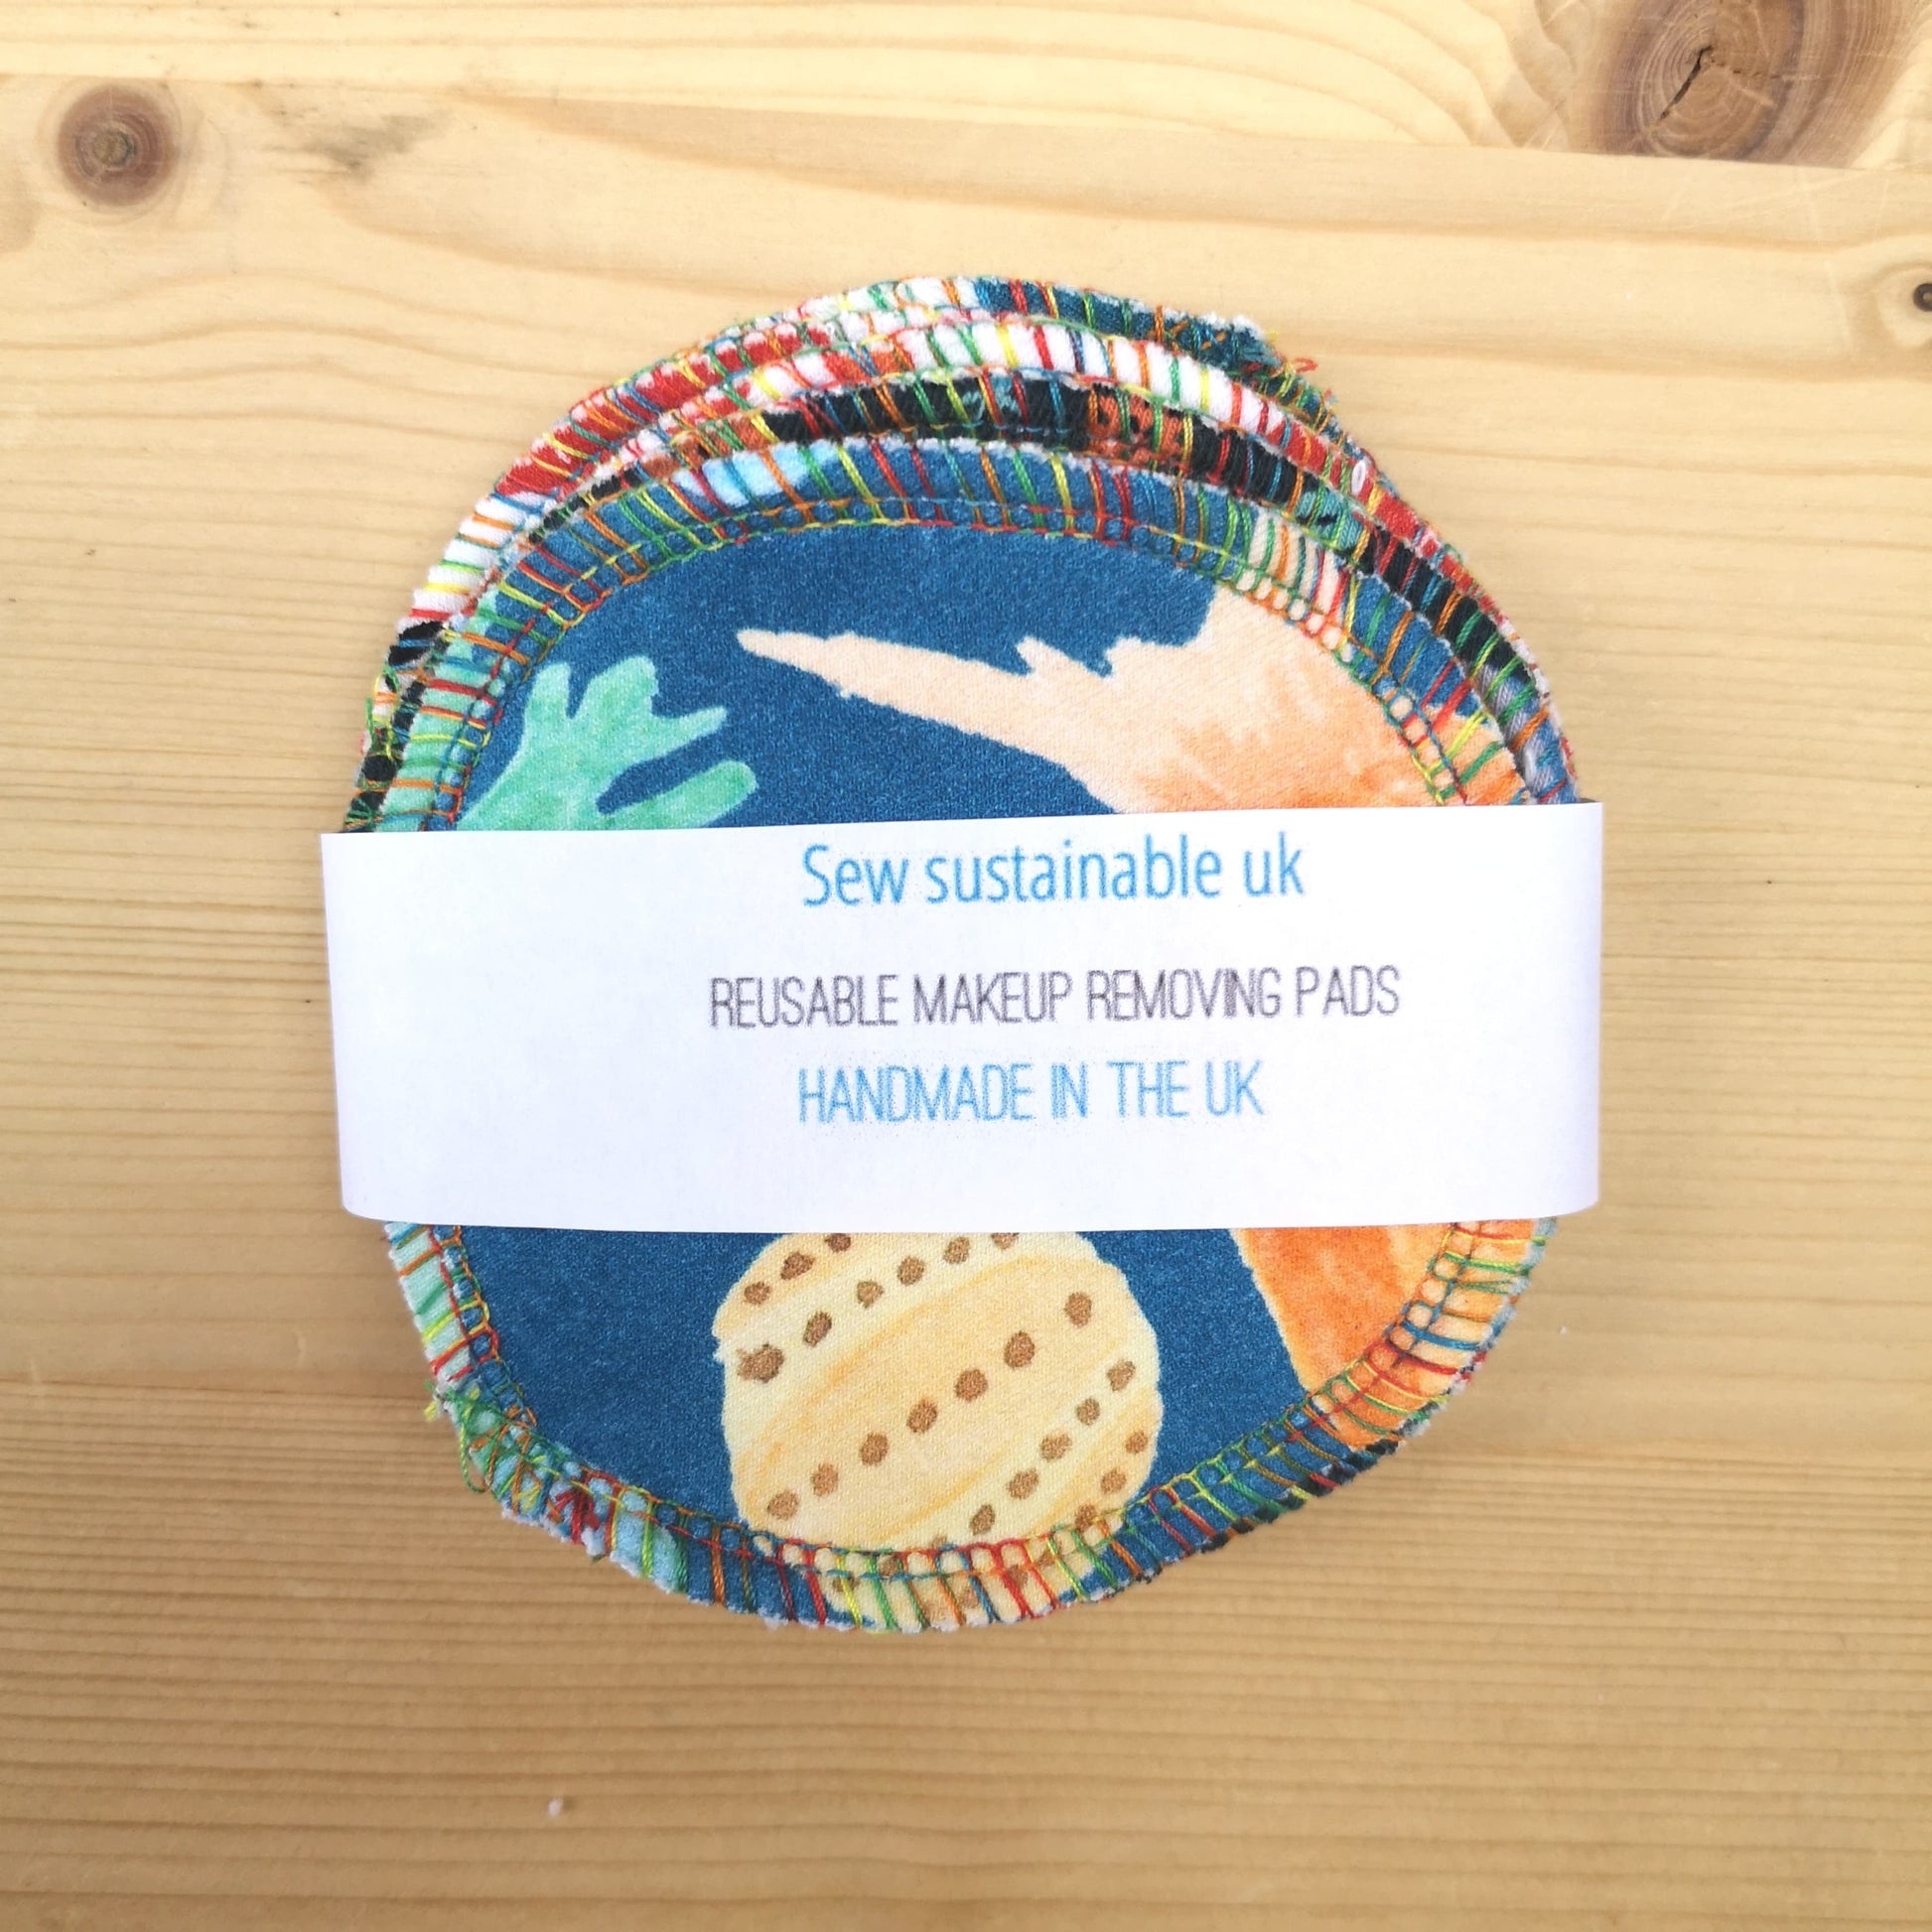 Sew sustainable uk
REUSABLE MAKEUP REMOVING PADS
HANDMADE IN THE UK